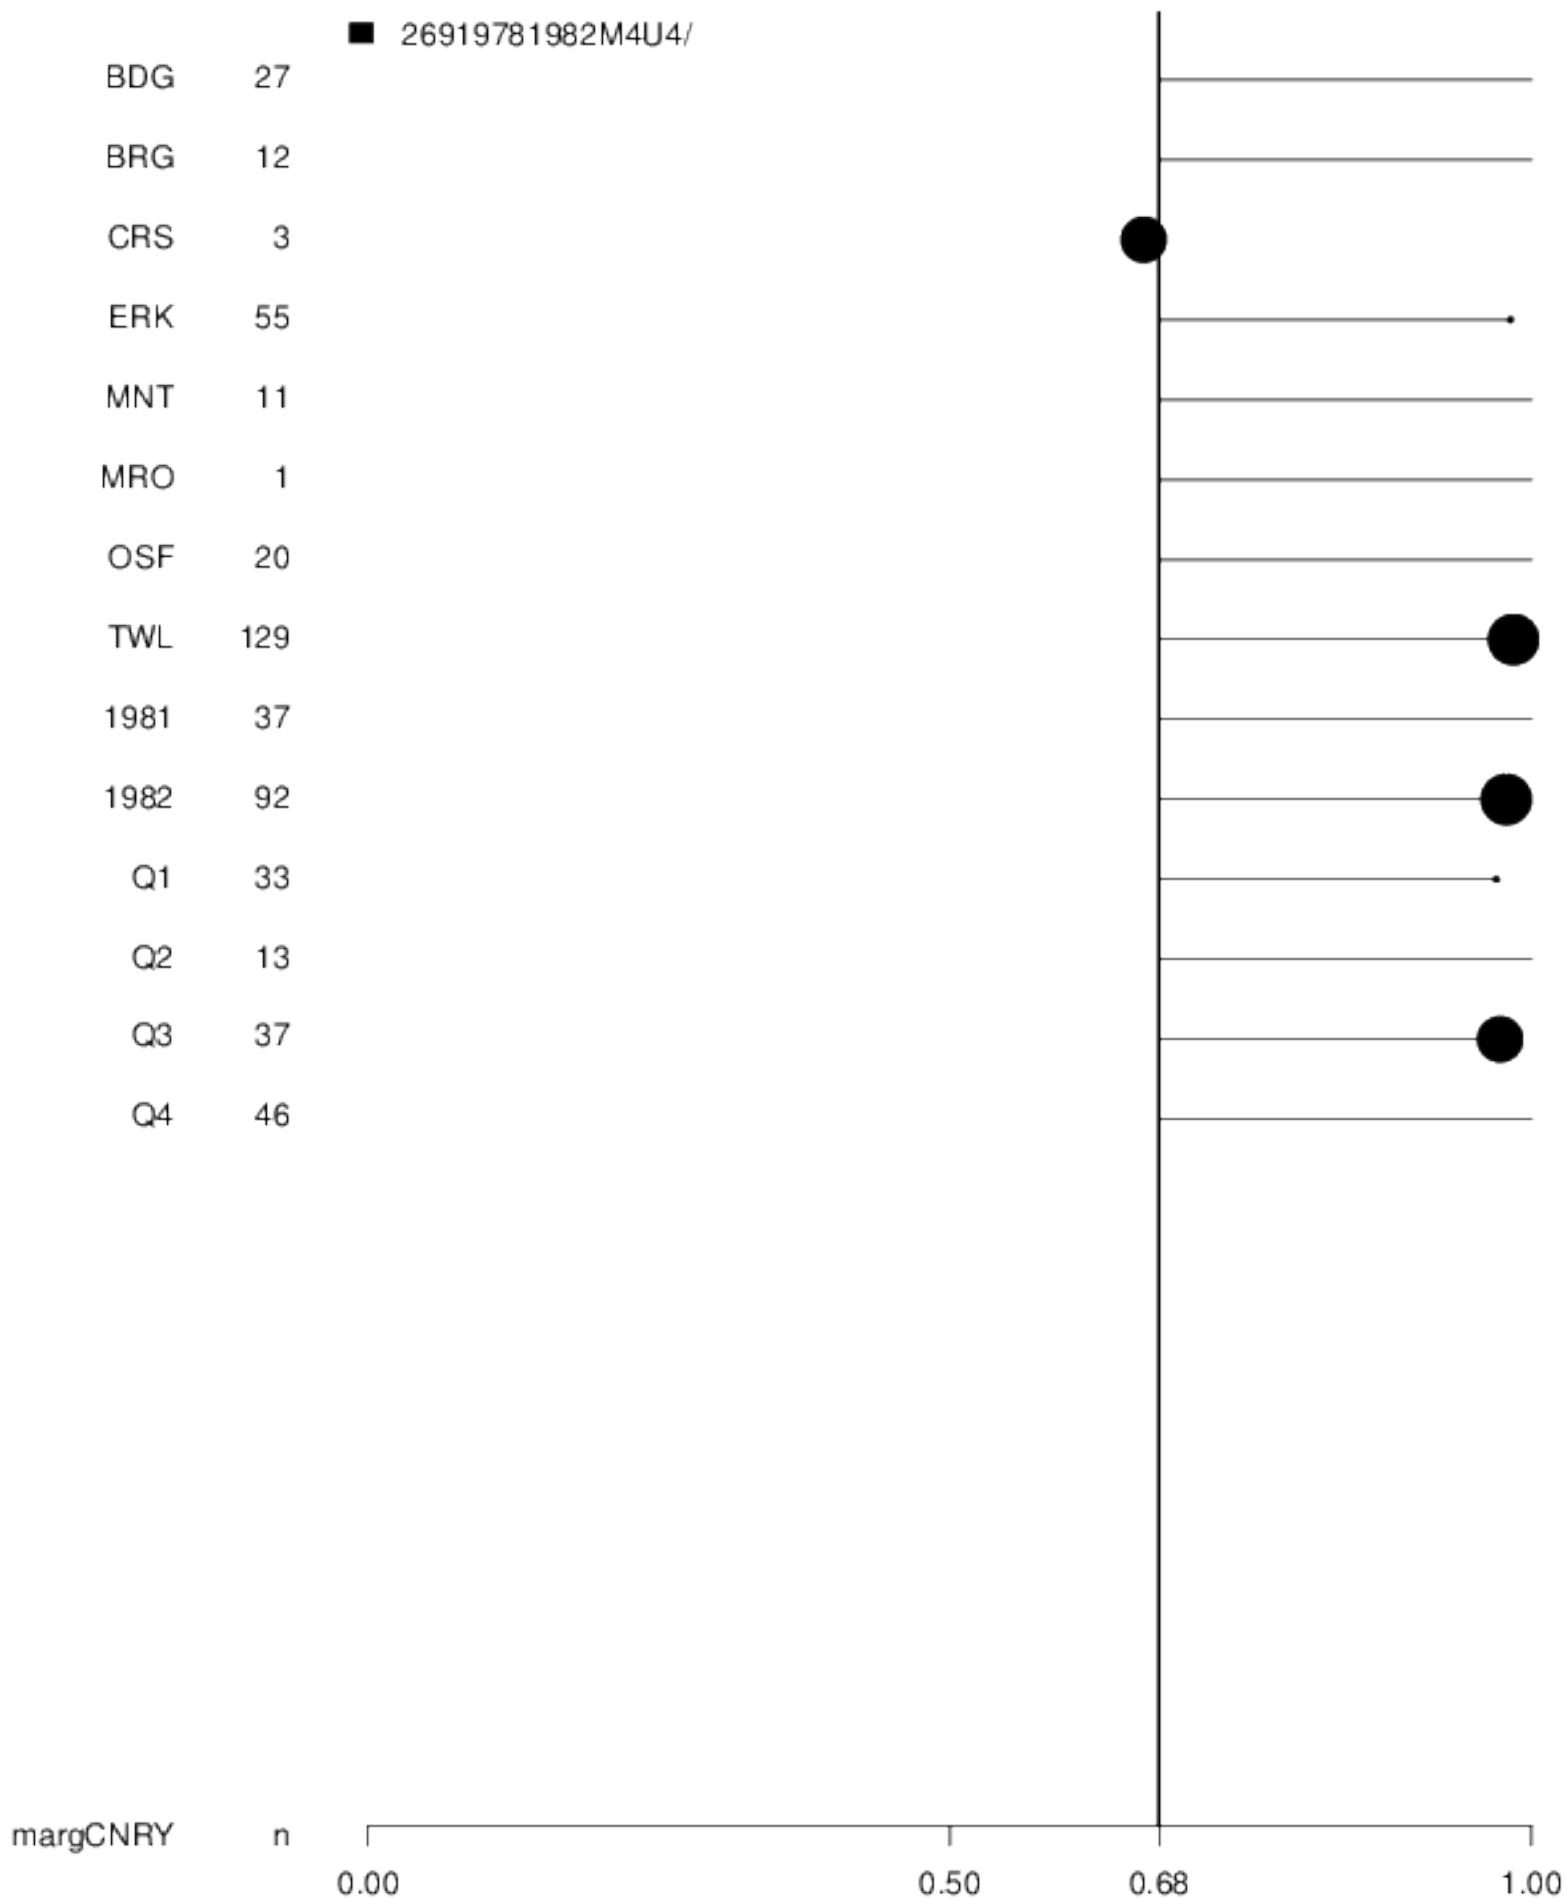 26919781982M4U4/
BDG 27
BRG 12
CRS 3
ERK 55
MNT 11
MRO 1
OSF 20
TWL 129
1981 37
1982 92
Q1 33
Q2 13
Q3 37
Q4 46
margCNRY n
0.00 0.50 0.68 1.00